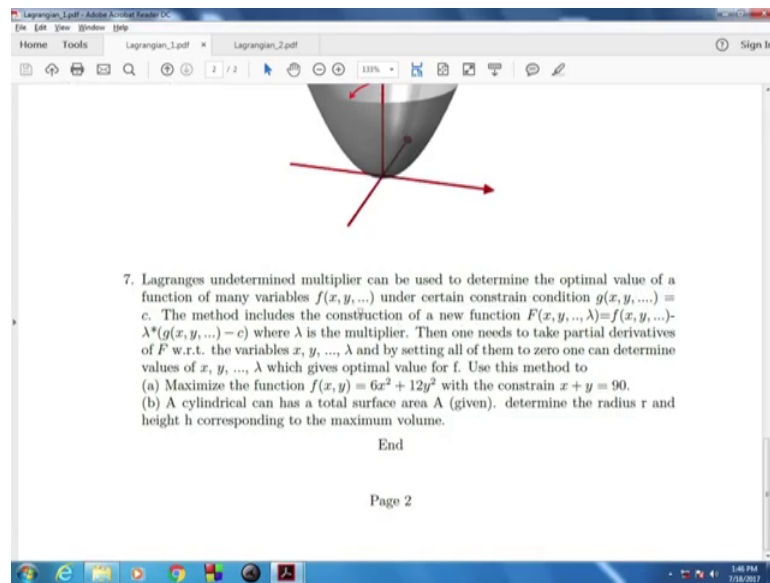 Lagrangian_1.pdf - Adobe Acrobat Reader DC
File Edit View Window Help
Home Tools Lagrangian_1.pdf × Lagrangian_2.pdf Sign In
2 / 2 133%
7. Lagranges undetermined multiplier can be used to determine the optimal value of a
function of many variables f(x, y, ...) under certain constrain condition g(x, y, ....) =
c. The method includes the construction of a new function F(x, y, .., λ)=f(x, y, ...)-
λ*(g(x, y, ...) − c) where λ is the multiplier. Then one needs to take partial derivatives
of F w.r.t. the variables x, y, ..., λ and by setting all of them to zero one can determine
values of x, y, ..., λ which gives optimal value for f. Use this method to
(a) Maximize the function f(x, y) = 6x² + 12y² with the constrain x + y = 90.
(b) A cylindrical can has a total surface area A (given). determine the radius r and
height h corresponding to the maximum volume.
End
Page 2
1:46 PM
7/18/2017